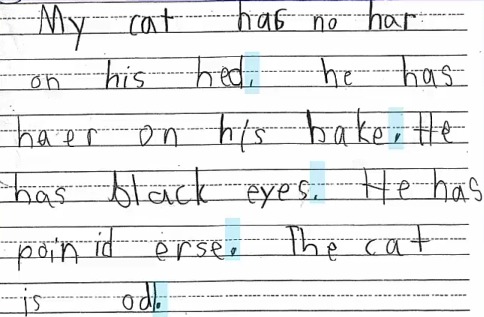 My cat has no har
on his hed. he has
haer on his bake. He
has black eyes. He has
poin id erse. The cat
is od.